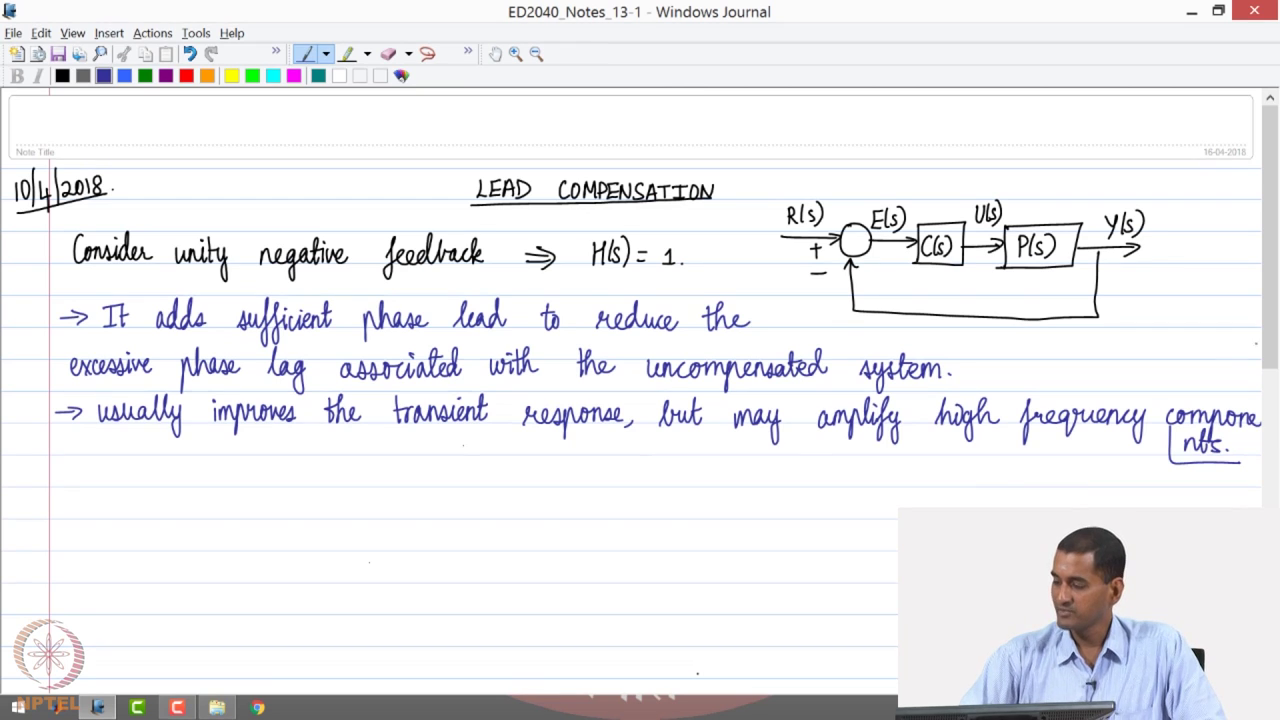 ED2040_Notes_13-1 - Windows Journal
File Edit View Insert Actions Tools Help
Note Title
16-04-2018
10/4/2018.
LEAD COMPENSATION
Consider unity negative feedback ⇒ H(s) = 1.
R(s) E(s) U(s) Y(s)
+ C(s) P(s)
−
→ It adds sufficient phase lead to reduce the
excessive phase lag associated with the uncompensated system.
→ usually improves the transient response, but may amplify high frequency compone
nts.
NPTEL